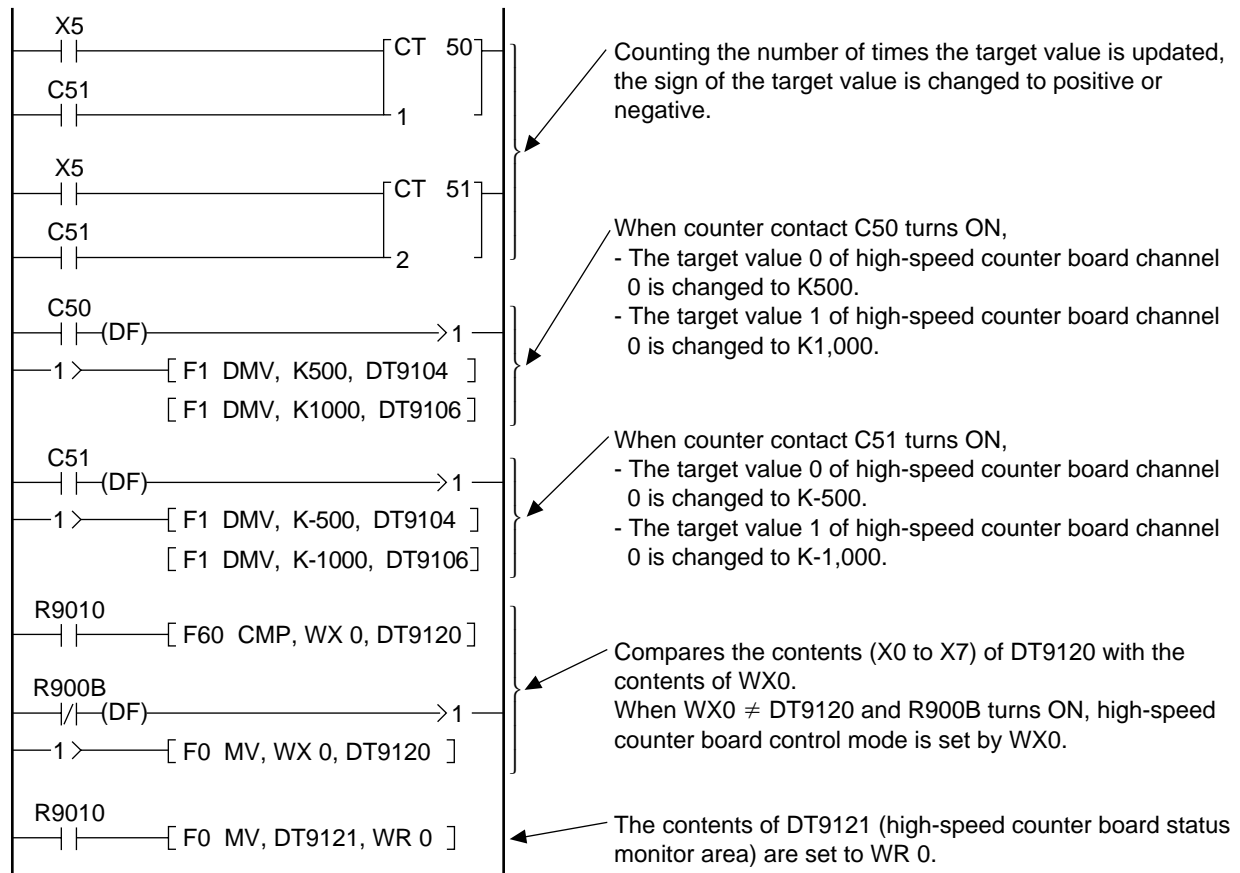 X5
CT 50
C51
1
Counting the number of times the target value is updated,
the sign of the target value is changed to positive or
negative.
X5
CT 51
C51
2
When counter contact C50 turns ON,
- The target value 0 of high-speed counter board channel
0 is changed to K500.
- The target value 1 of high-speed counter board channel
0 is changed to K1,000.
C50
(DF) >1
1 > [ F1 DMV, K500, DT9104 ]
[ F1 DMV, K1000, DT9106 ]
When counter contact C51 turns ON,
- The target value 0 of high-speed counter board channel
0 is changed to K-500.
- The target value 1 of high-speed counter board channel
0 is changed to K-1,000.
C51
(DF) >1
1 > [ F1 DMV, K-500, DT9104 ]
[ F1 DMV, K-1000, DT9106 ]
R9010
[ F60 CMP, WX 0, DT9120 ]
Compares the contents (X0 to X7) of DT9120 with the
contents of WX0.
When WX0 ≠ DT9120 and R900B turns ON, high-speed
counter board control mode is set by WX0.
R900B
(DF) >1
1 > [ F0 MV, WX 0, DT9120 ]
R9010
[ F0 MV, DT9121, WR 0 ]
The contents of DT9121 (high-speed counter board status
monitor area) are set to WR 0.